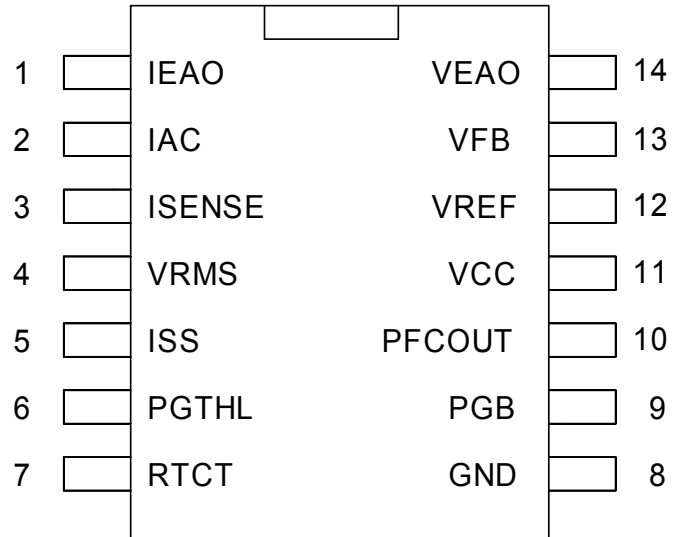 1 IEAO VEAO 14
2 IAC VFB 13
3 ISENSE VREF 12
4 VRMS VCC 11
5 ISS PFCOUT 10
6 PGTHL PGB 9
7 RTCT GND 8